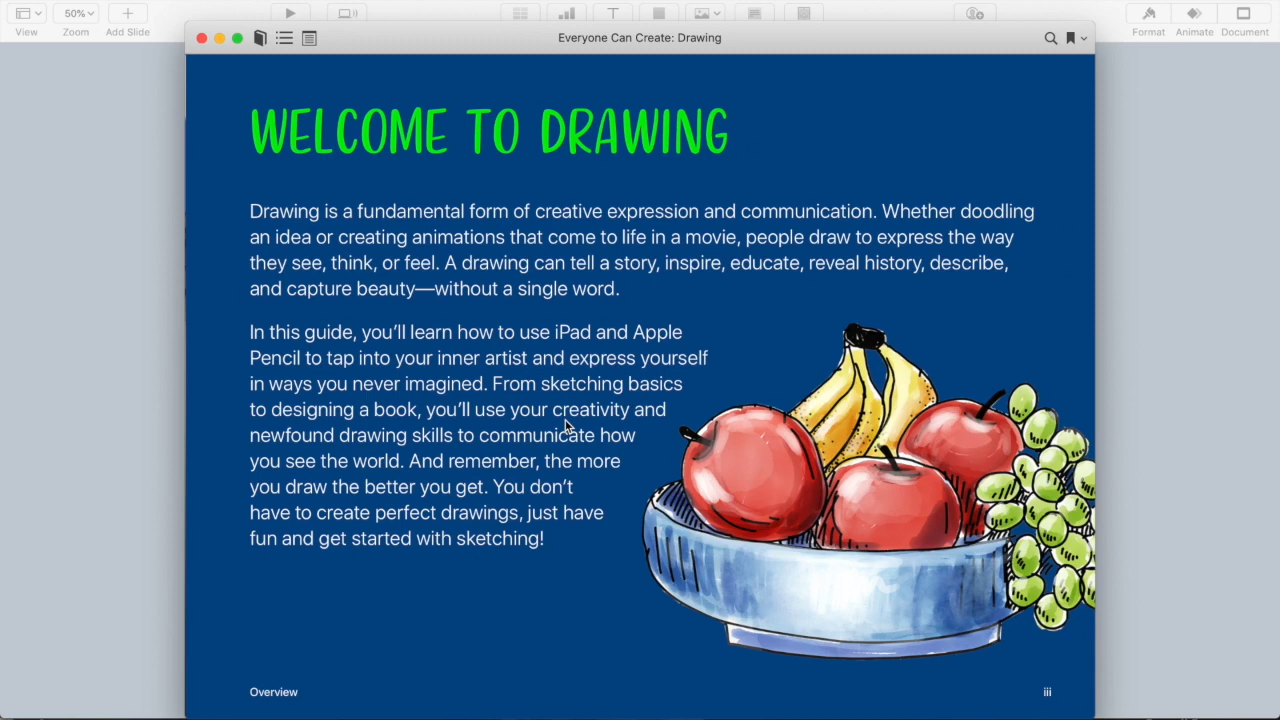 50%
View
Zoom
Add Slide
Format
Animate
Document
Everyone Can Create: Drawing
WELCOME TO DRAWING
Drawing is a fundamental form of creative expression and communication. Whether doodling
an idea or creating animations that come to life in a movie, people draw to express the way
they see, think, or feel. A drawing can tell a story, inspire, educate, reveal history, describe,
and capture beauty—without a single word.
In this guide, you’ll learn how to use iPad and Apple
Pencil to tap into your inner artist and express yourself
in ways you never imagined. From sketching basics
to designing a book, you’ll use your creativity and
newfound drawing skills to communicate how
you see the world. And remember, the more
you draw the better you get. You don’t
have to create perfect drawings, just have
fun and get started with sketching!
Overview
iii